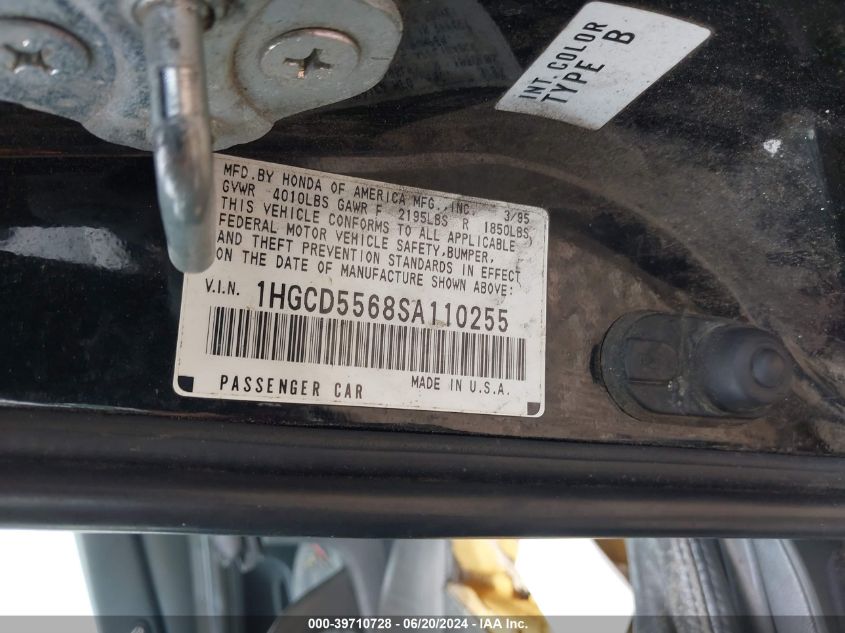 INT. COLOR
TYPE B
MFD. BY HONDA OF AMERICA MFG., INC. 3/95
GVWR 4010LBS GAWR F 2195LBS R 1850LBS
THIS VEHICLE CONFORMS TO ALL APPLICABLE
FEDERAL MOTOR VEHICLE SAFETY, BUMPER,
AND THEFT PREVENTION STANDARDS IN EFFECT
ON THE DATE OF MANUFACTURE SHOWN ABOVE:
V.I.N. 1HGCD5568SA110255
PASSENGER CAR MADE IN U.S.A.
000-39710728 - 06/20/2024 - IAA Inc.